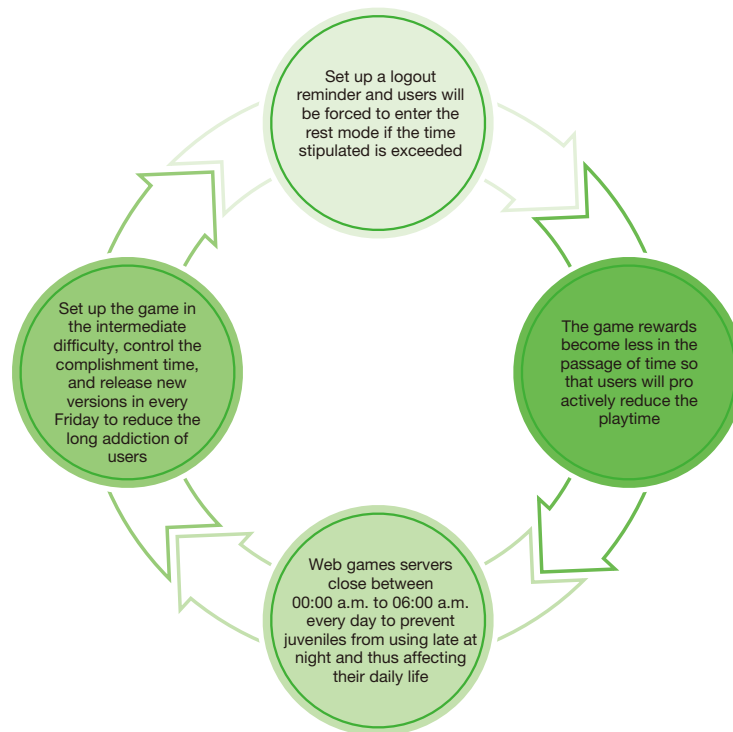 Set up a logout
reminder and users will
be forced to enter the
rest mode if the time
stipulated is exceeded
The game rewards
become less in the
passage of time so
that users will pro
actively reduce the
playtime
Web games servers
close between
00:00 a.m. to 06:00 a.m.
every day to prevent
juveniles from using late at
night and thus affecting
their daily life
Set up the game in
the intermediate
difficulty, control the
complishment time,
and release new
versions in every
Friday to reduce the
long addiction of
users